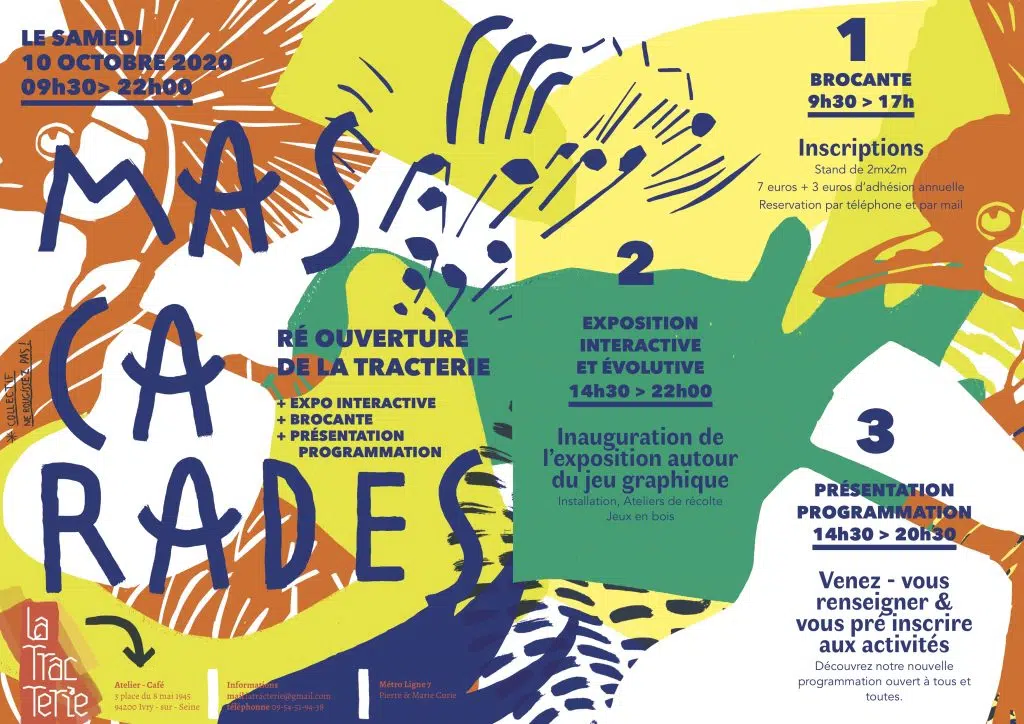 LE SAMEDI
10 OCTOBRE 2020
09h30> 22h00
MAS
CA
RADES
* COLLECTIF
NE ROUGISSEZ PAS!
RÉ OUVERTURE
DE LA TRACTERIE
+ EXPO INTERACTIVE
+ BROCANTE
+ PRÉSENTATION
PROGRAMMATION
1
BROCANTE
9h30 > 17h
Inscriptions
Stand de 2mx2m
7 euros + 3 euros d'adhésion annuelle
Reservation par téléphone et par mail
2
EXPOSITION
INTERACTIVE
ET ÉVOLUTIVE
14h30 > 22h00
Inauguration de
l'exposition autour
du jeu graphique
Installation, Ateliers de récolte
Jeux en bois
3
PRÉSENTATION
PROGRAMMATION
14h30 > 20h30
Venez - vous
renseigner &
vous pré inscrire
aux activités
Découvrez notre nouvelle
programmation ouvert à tous et
toutes.
La
Trac
Terie
Atelier - Café
3 place du 8 mai 1945
94200 Ivry - sur - Seine
Informations
mail latracterie@gmail.com
téléphonne 09-54-51-94-38
Métro Ligne 7
Pierre & Marie Curie